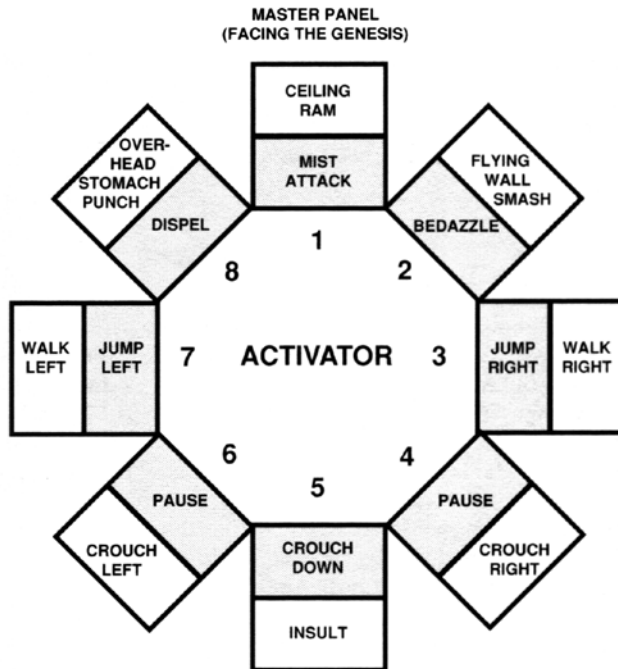 MASTER PANEL
(FACING THE GENESIS)
CEILING
RAM
MIST
ATTACK
OVER-
HEAD
STOMACH
PUNCH
DISPEL
FLYING
WALL
SMASH
BEDAZZLE
1
8
2
WALK
LEFT
JUMP
LEFT
7
ACTIVATOR
3
JUMP
RIGHT
WALK
RIGHT
6
4
5
PAUSE
CROUCH
LEFT
PAUSE
CROUCH
RIGHT
CROUCH
DOWN
INSULT